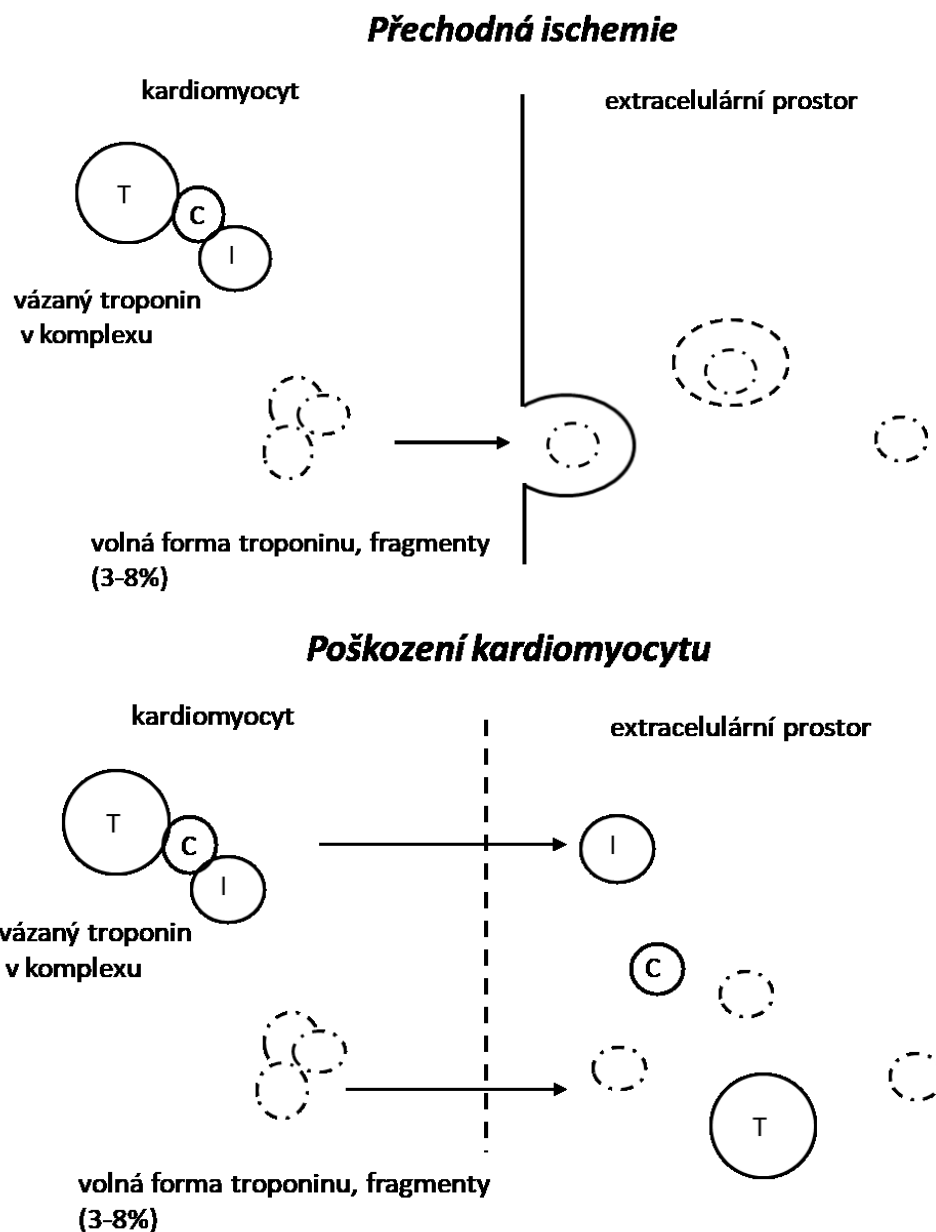 Přechodná ischemie
kardiomyocyt
extracelulární prostor
T
C
I
vázaný troponin
v komplexu
volná forma troponinu, fragmenty
(3-8%)
Poškození kardiomyocytu
kardiomyocyt
extracelulární prostor
T
C
I
I
vázaný troponin
v komplexu
C
T
volná forma troponinu, fragmenty
(3-8%)